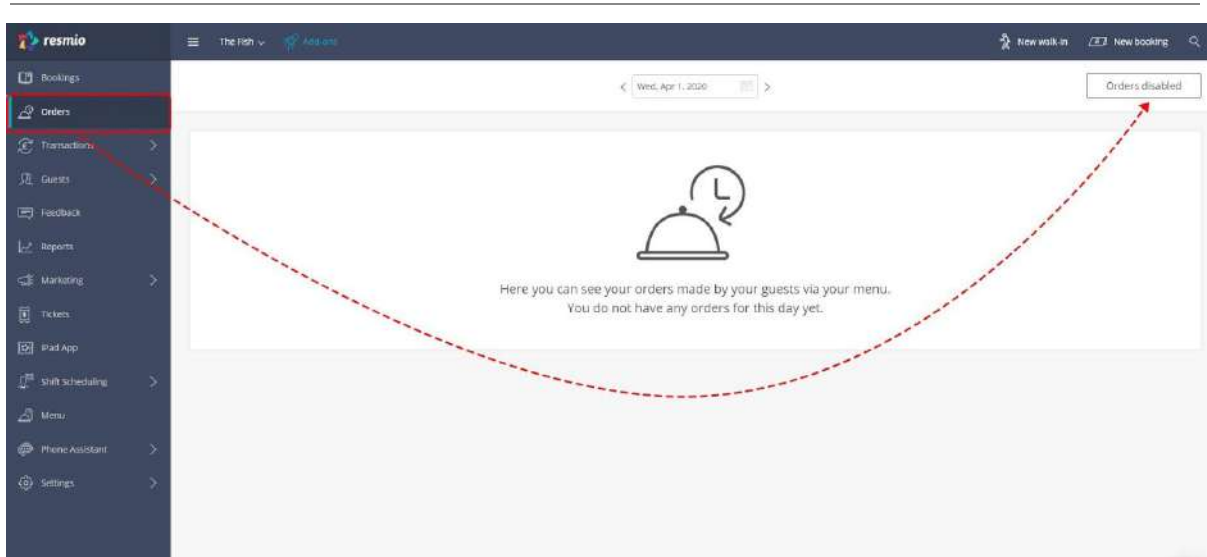 resmio
The Fish
Add-ons
New walk-in
New booking
Bookings
Wed, Apr 1, 2020
Orders disabled
Orders
Transactions
Guests
Feedback
Reports
Marketing
Here you can see your orders made by your guests via your menu.
You do not have any orders for this day yet.
Tickets
iPad App
Shift Scheduling
Menu
Phone Assistant
Settings